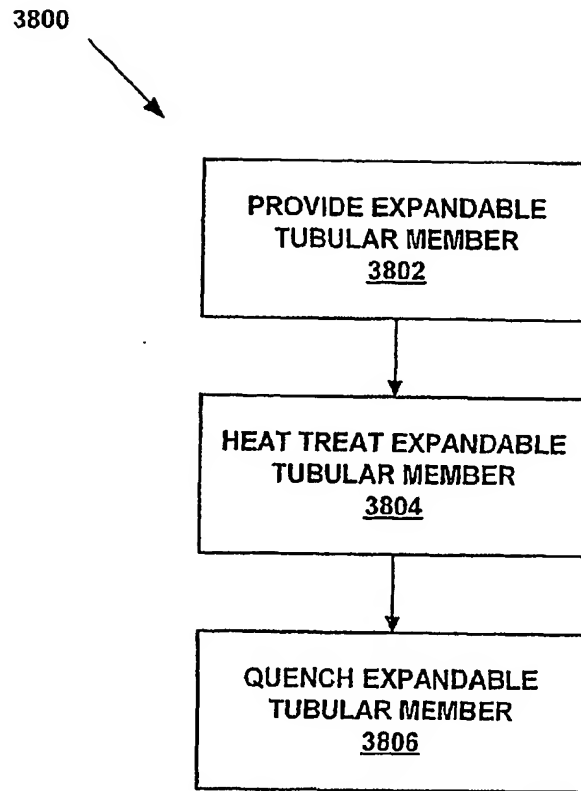 3800
PROVIDE EXPANDABLE
TUBULAR MEMBER
3802
HEAT TREAT EXPANDABLE
TUBULAR MEMBER
3804
QUENCH EXPANDABLE
TUBULAR MEMBER
3806